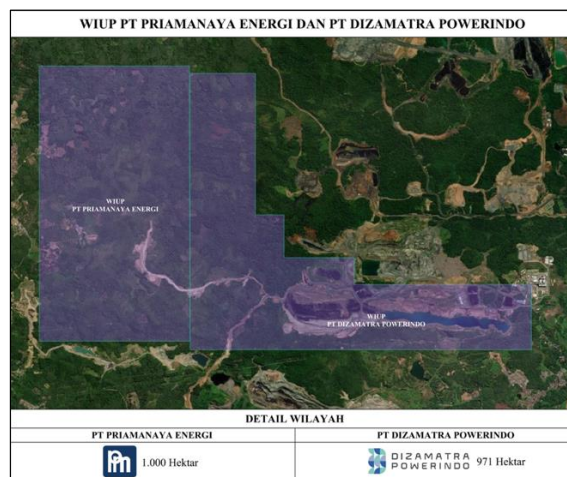 WIUP PT PRIAMANAYA ENERGI DAN PT DIZAMATRA POWERINDO
WIUP
PT PRIAMANAYA ENERGI
WIUP
PT DIZAMATRA POWERINDO
DETAIL WILAYAH
PT PRIAMANAYA ENERGI
PT DIZAMATRA POWERINDO
1.000 Hektar
DIZAMATRA
POWERINDO
971 Hektar